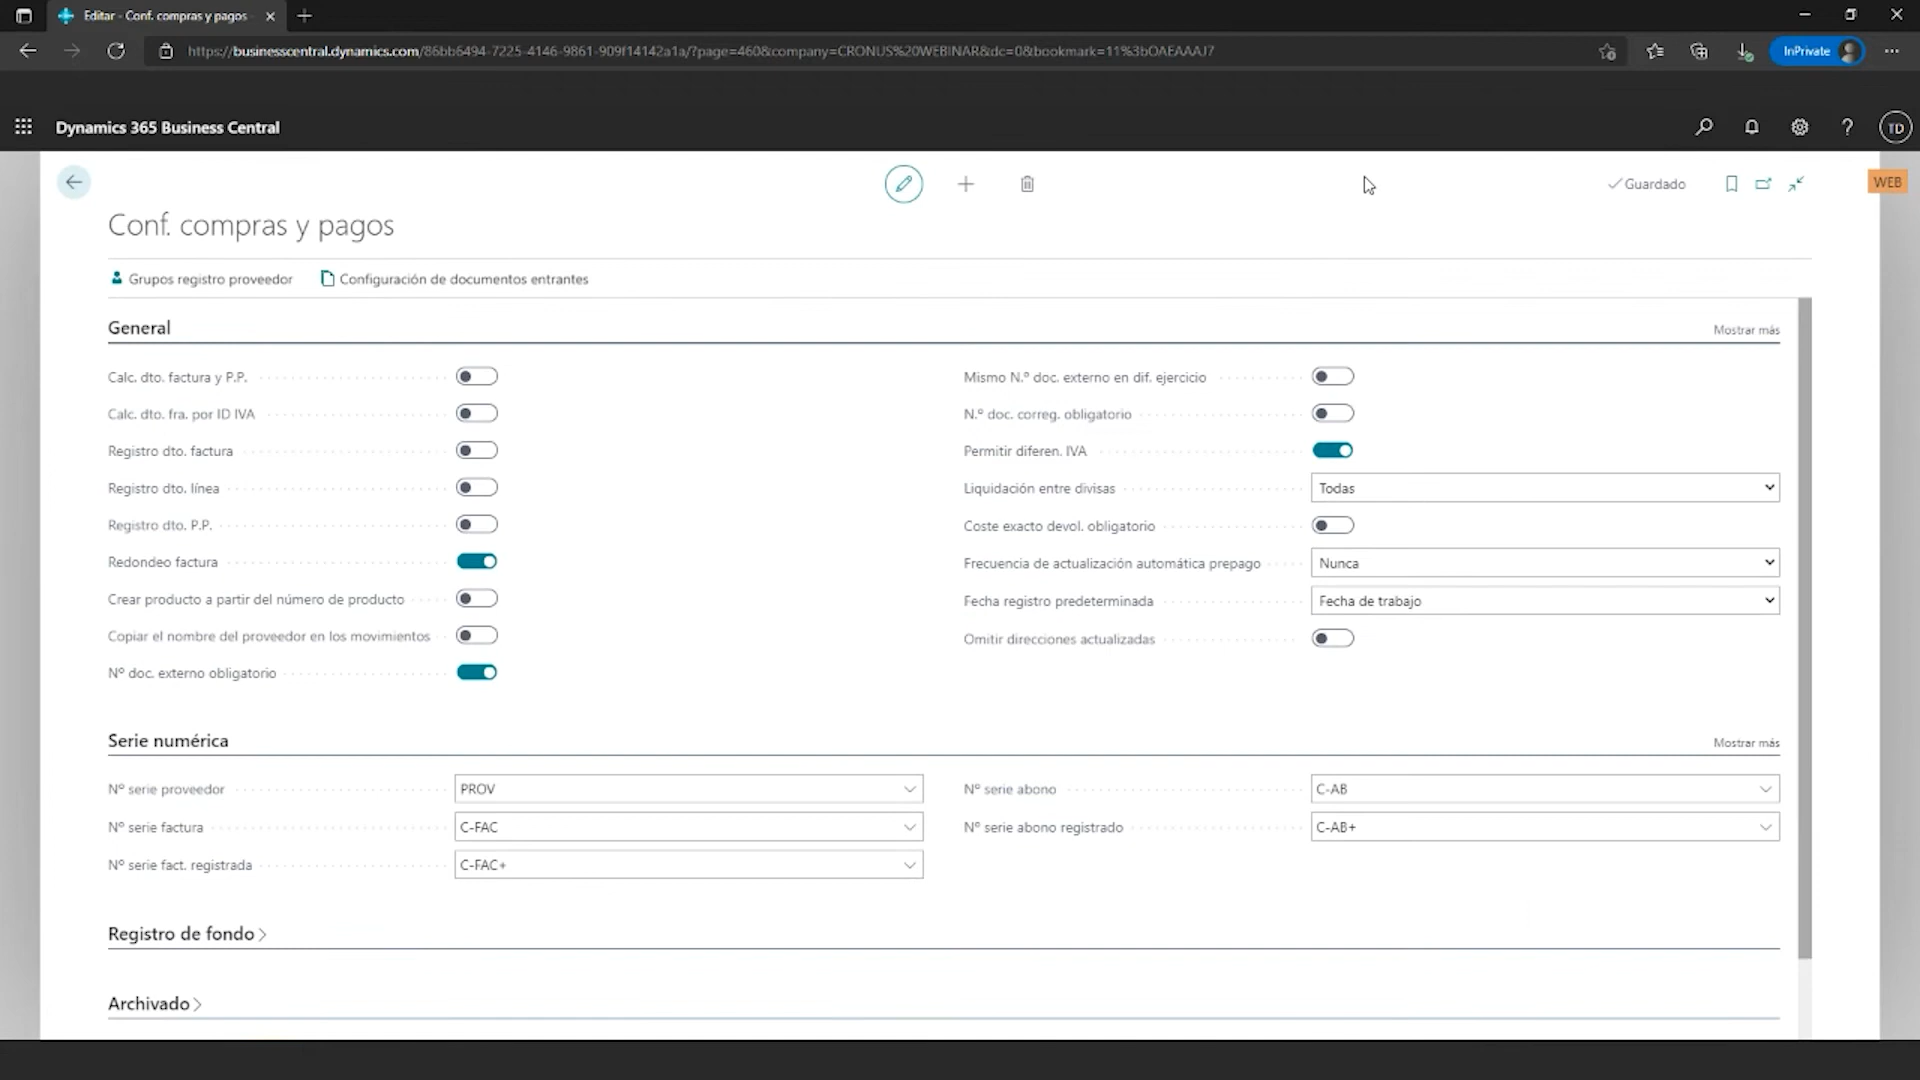 Editar - Conf. compras y pagos
https://businesscentral.dynamics.com/86bb6494-7225-4146-9861-909f14142a1a/?page=460&company=CRONUS%20WEBINAR&dc=0&bookmark=11%3bOAEAAAJ7
InPrivate
Dynamics 365 Business Central
TD
Guardado
WEB
Conf. compras y pagos
Grupos registro proveedor
Configuración de documentos entrantes
General
Mostrar más
Calc. dto. factura y P.P.
Calc. dto. fra. por ID IVA
Registro dto. factura
Registro dto. línea
Registro dto. P.P.
Redondeo factura
Crear producto a partir del número de producto
Copiar el nombre del proveedor en los movimientos
Nº doc. externo obligatorio
Mismo N.º doc. externo en dif. ejercicio
N.º doc. correg. obligatorio
Permitir diferen. IVA
Liquidación entre divisas Todas
Coste exacto devol. obligatorio
Frecuencia de actualización automática prepago Nunca
Fecha registro predeterminada Fecha de trabajo
Omitir direcciones actualizadas
Serie numérica
Mostrar más
Nº serie proveedor PROV
Nº serie factura C-FAC
Nº serie fact. registrada C-FAC+
Nº serie abono C-AB
Nº serie abono registrado C-AB+
Registro de fondo
Archivado